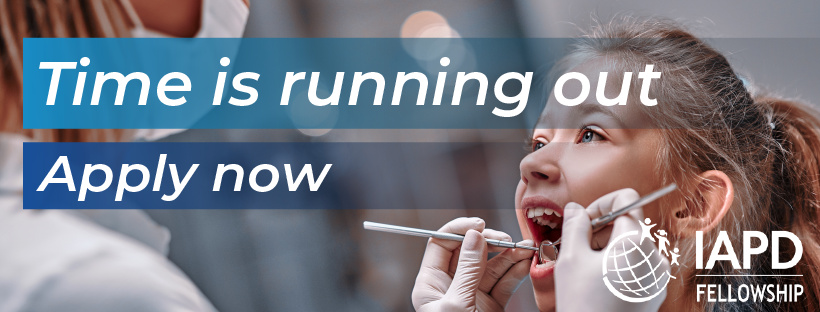 Time is running out
Apply now
IAPD
FELLOWSHIP